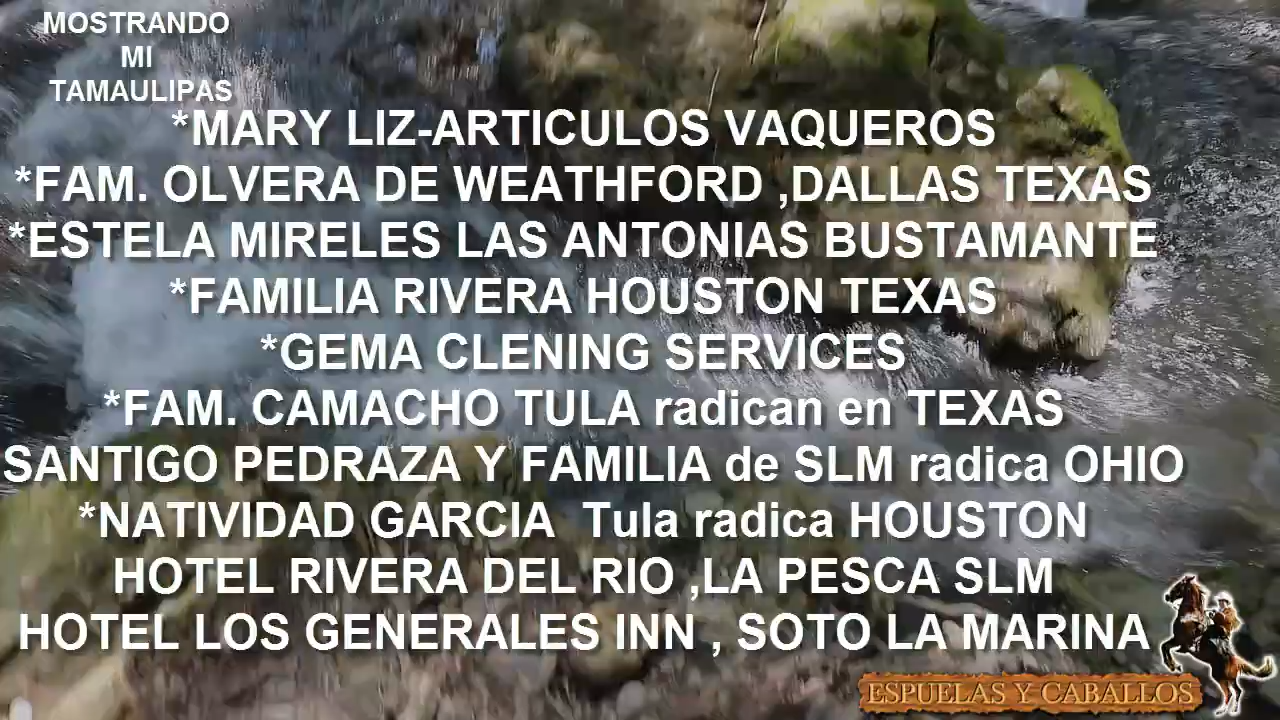 MOSTRANDO
MI
TAMAULIPAS
*MARY LIZ-ARTICULOS VAQUEROS
*FAM. OLVERA DE WEATHFORD ,DALLAS TEXAS
*ESTELA MIRELES LAS ANTONIAS BUSTAMANTE
*FAMILIA RIVERA HOUSTON TEXAS
*GEMA CLENING SERVICES
*FAM. CAMACHO TULA radican en TEXAS
SANTIGO PEDRAZA Y FAMILIA de SLM radica OHIO
*NATIVIDAD GARCIA Tula radica HOUSTON
HOTEL RIVERA DEL RIO ,LA PESCA SLM
HOTEL LOS GENERALES INN , SOTO LA MARINA
ESPUELAS Y CABALLOS